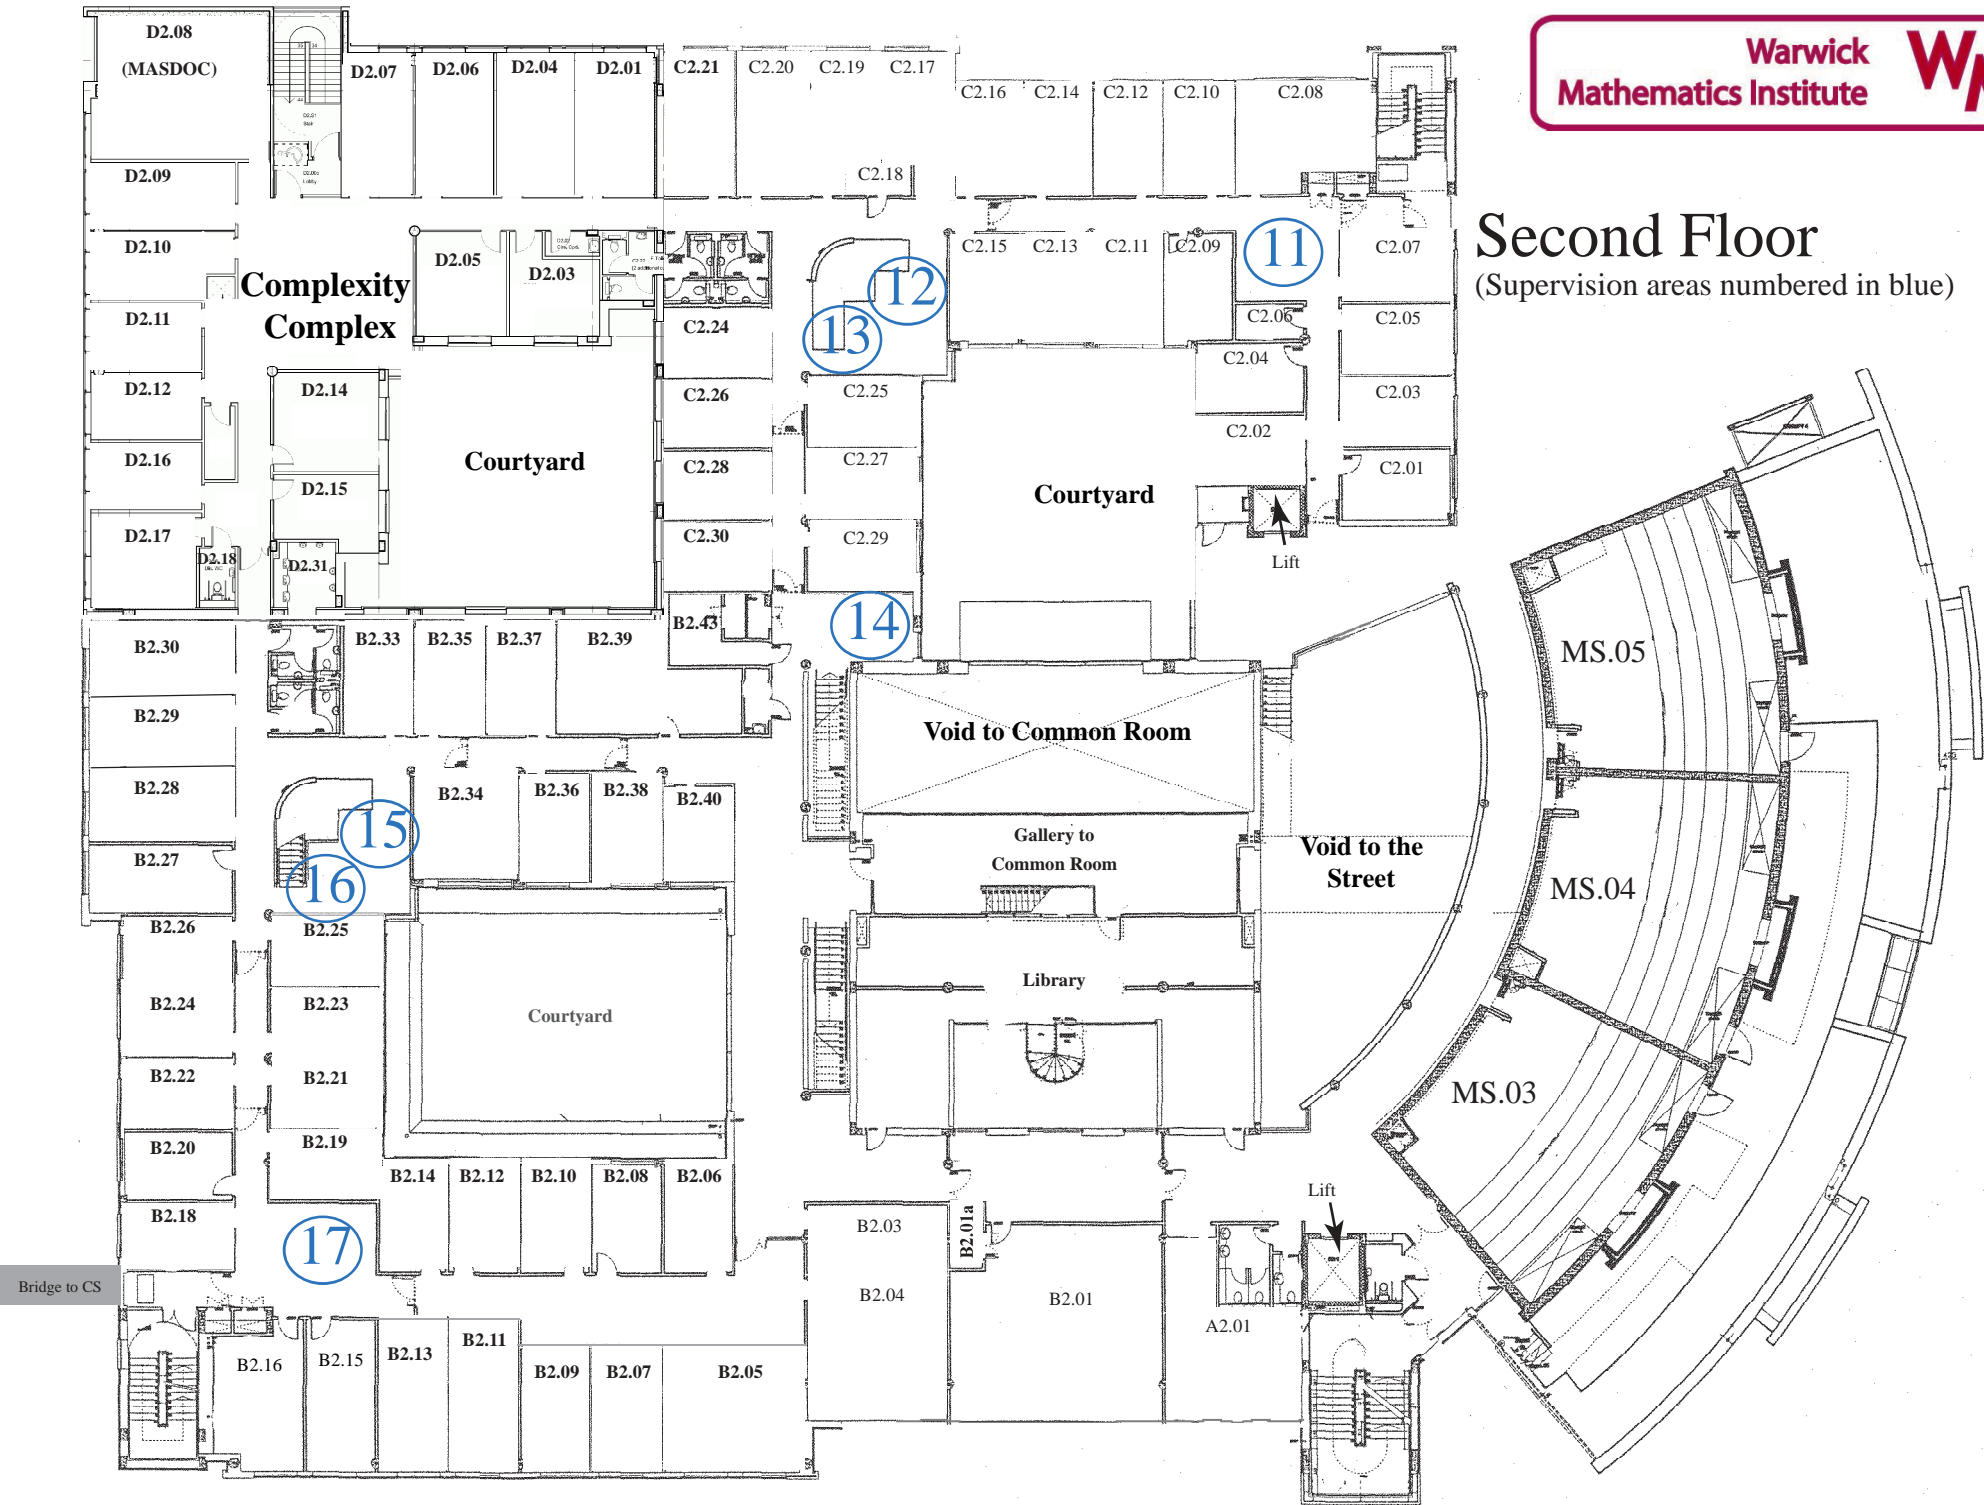 Warwick
Mathematics Institute
WM
Second Floor
(Supervision areas numbered in blue)
D2.08
(MASDOC)
D2.07
D2.06
D2.04
D2.01
C2.21
C2.20
C2.19
C2.17
C2.16
C2.14
C2.12
C2.10
C2.08
C2.18
D2.21
Stair
Lobby
D2.09
D2.10
D2.11
D2.12
D2.16
D2.17
D2.18
D2.05
D2.03
Complexity
Complex
D2.14
D2.15
D2.31
Courtyard
C2.24
C2.26
C2.28
C2.30
12
13
C2.25
C2.27
C2.29
14
C2.15
C2.13
C2.11
C2.09
11
C2.07
C2.06
C2.05
C2.04
C2.03
C2.02
C2.01
Courtyard
Lift
B2.30
B2.29
B2.28
B2.27
B2.33
B2.35
B2.37
B2.39
B2.43
B2.34
B2.36
B2.38
B2.40
15
16
Void to Common Room
Gallery to
Common Room
Void to the
Street
Library
MS.05
MS.04
MS.03
B2.26
B2.25
B2.24
B2.23
B2.22
B2.21
B2.20
B2.19
B2.18
Courtyard
B2.14
B2.12
B2.10
B2.08
B2.06
17
Bridge to CS
B2.03
B2.04
B2.01a
B2.01
A2.01
Lift
B2.16
B2.15
B2.13
B2.11
B2.09
B2.07
B2.05